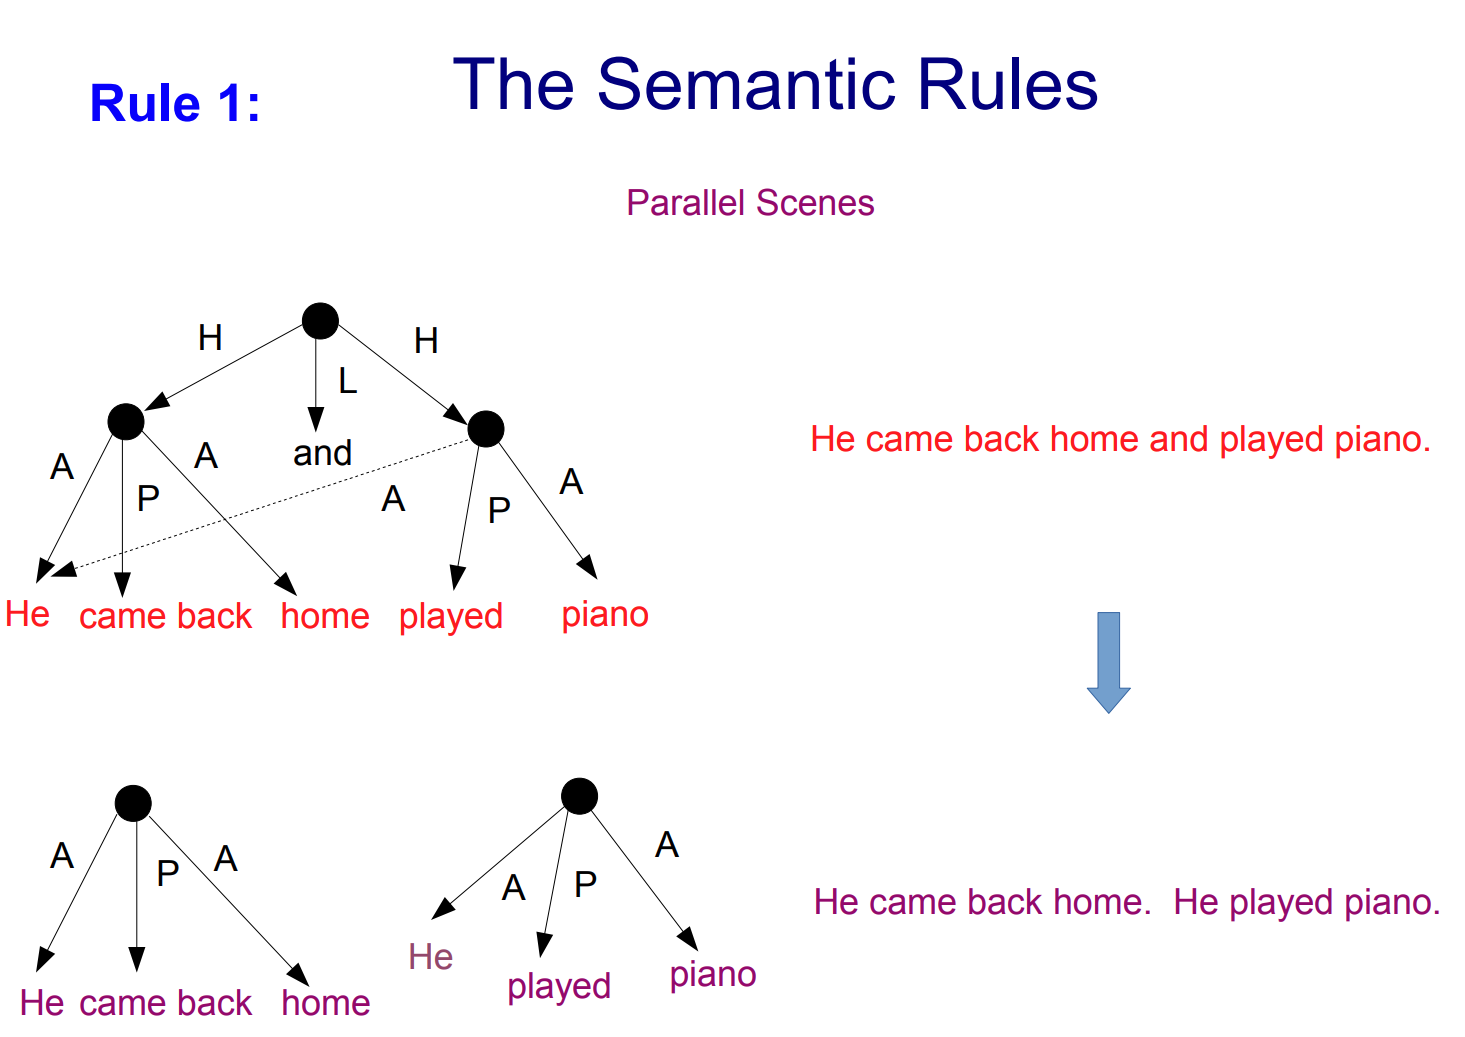 The Semantic Rules
Rule 1:
Parallel Scenes
H
H
L
A
A
and
P
A
A
P
He came back home played piano
He came back home and played piano.
A
P
A
A
P
A
He came back home
He
played
piano
He came back home. He played piano.